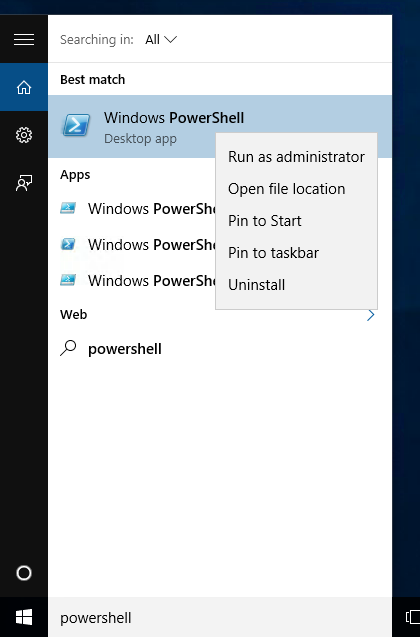 Searching in: All
Best match
Windows PowerShell
Desktop app
Run as administrator
Apps
Open file location
Windows PowerShe
Pin to Start
Windows PowerShe
Pin to taskbar
Windows PowerShe
Uninstall
Web
powershell
powershell